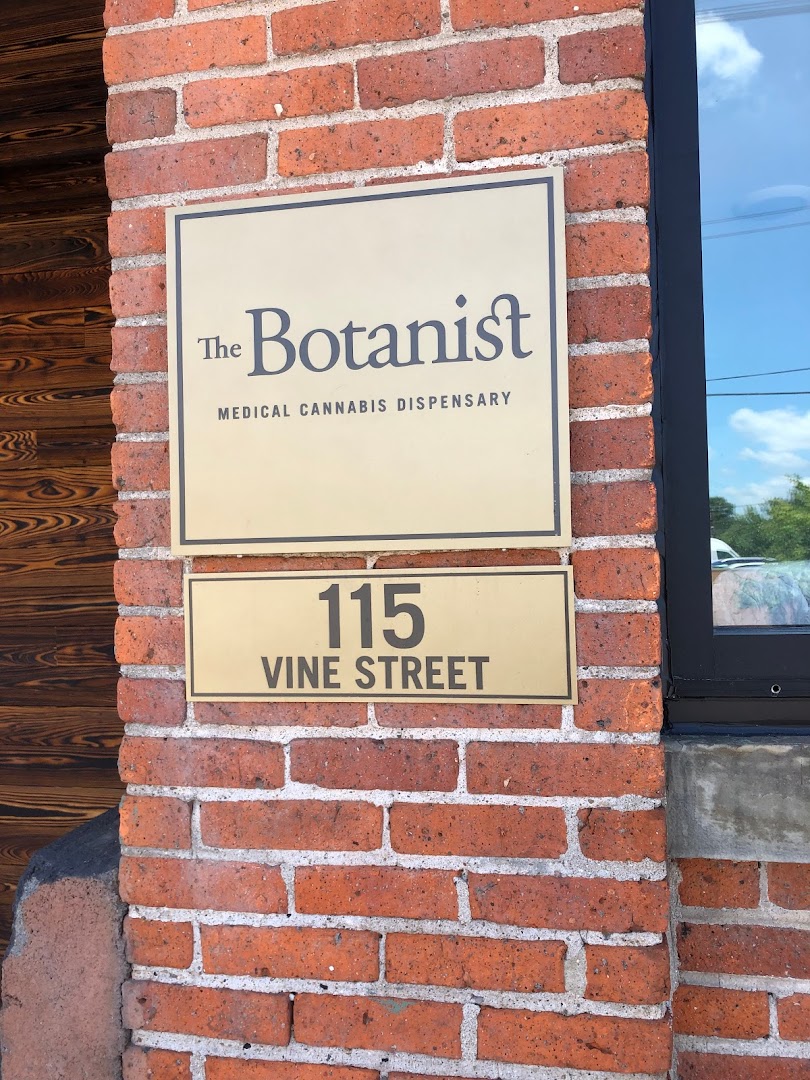 The Botanist
MEDICAL CANNABIS DISPENSARY
115
VINE STREET